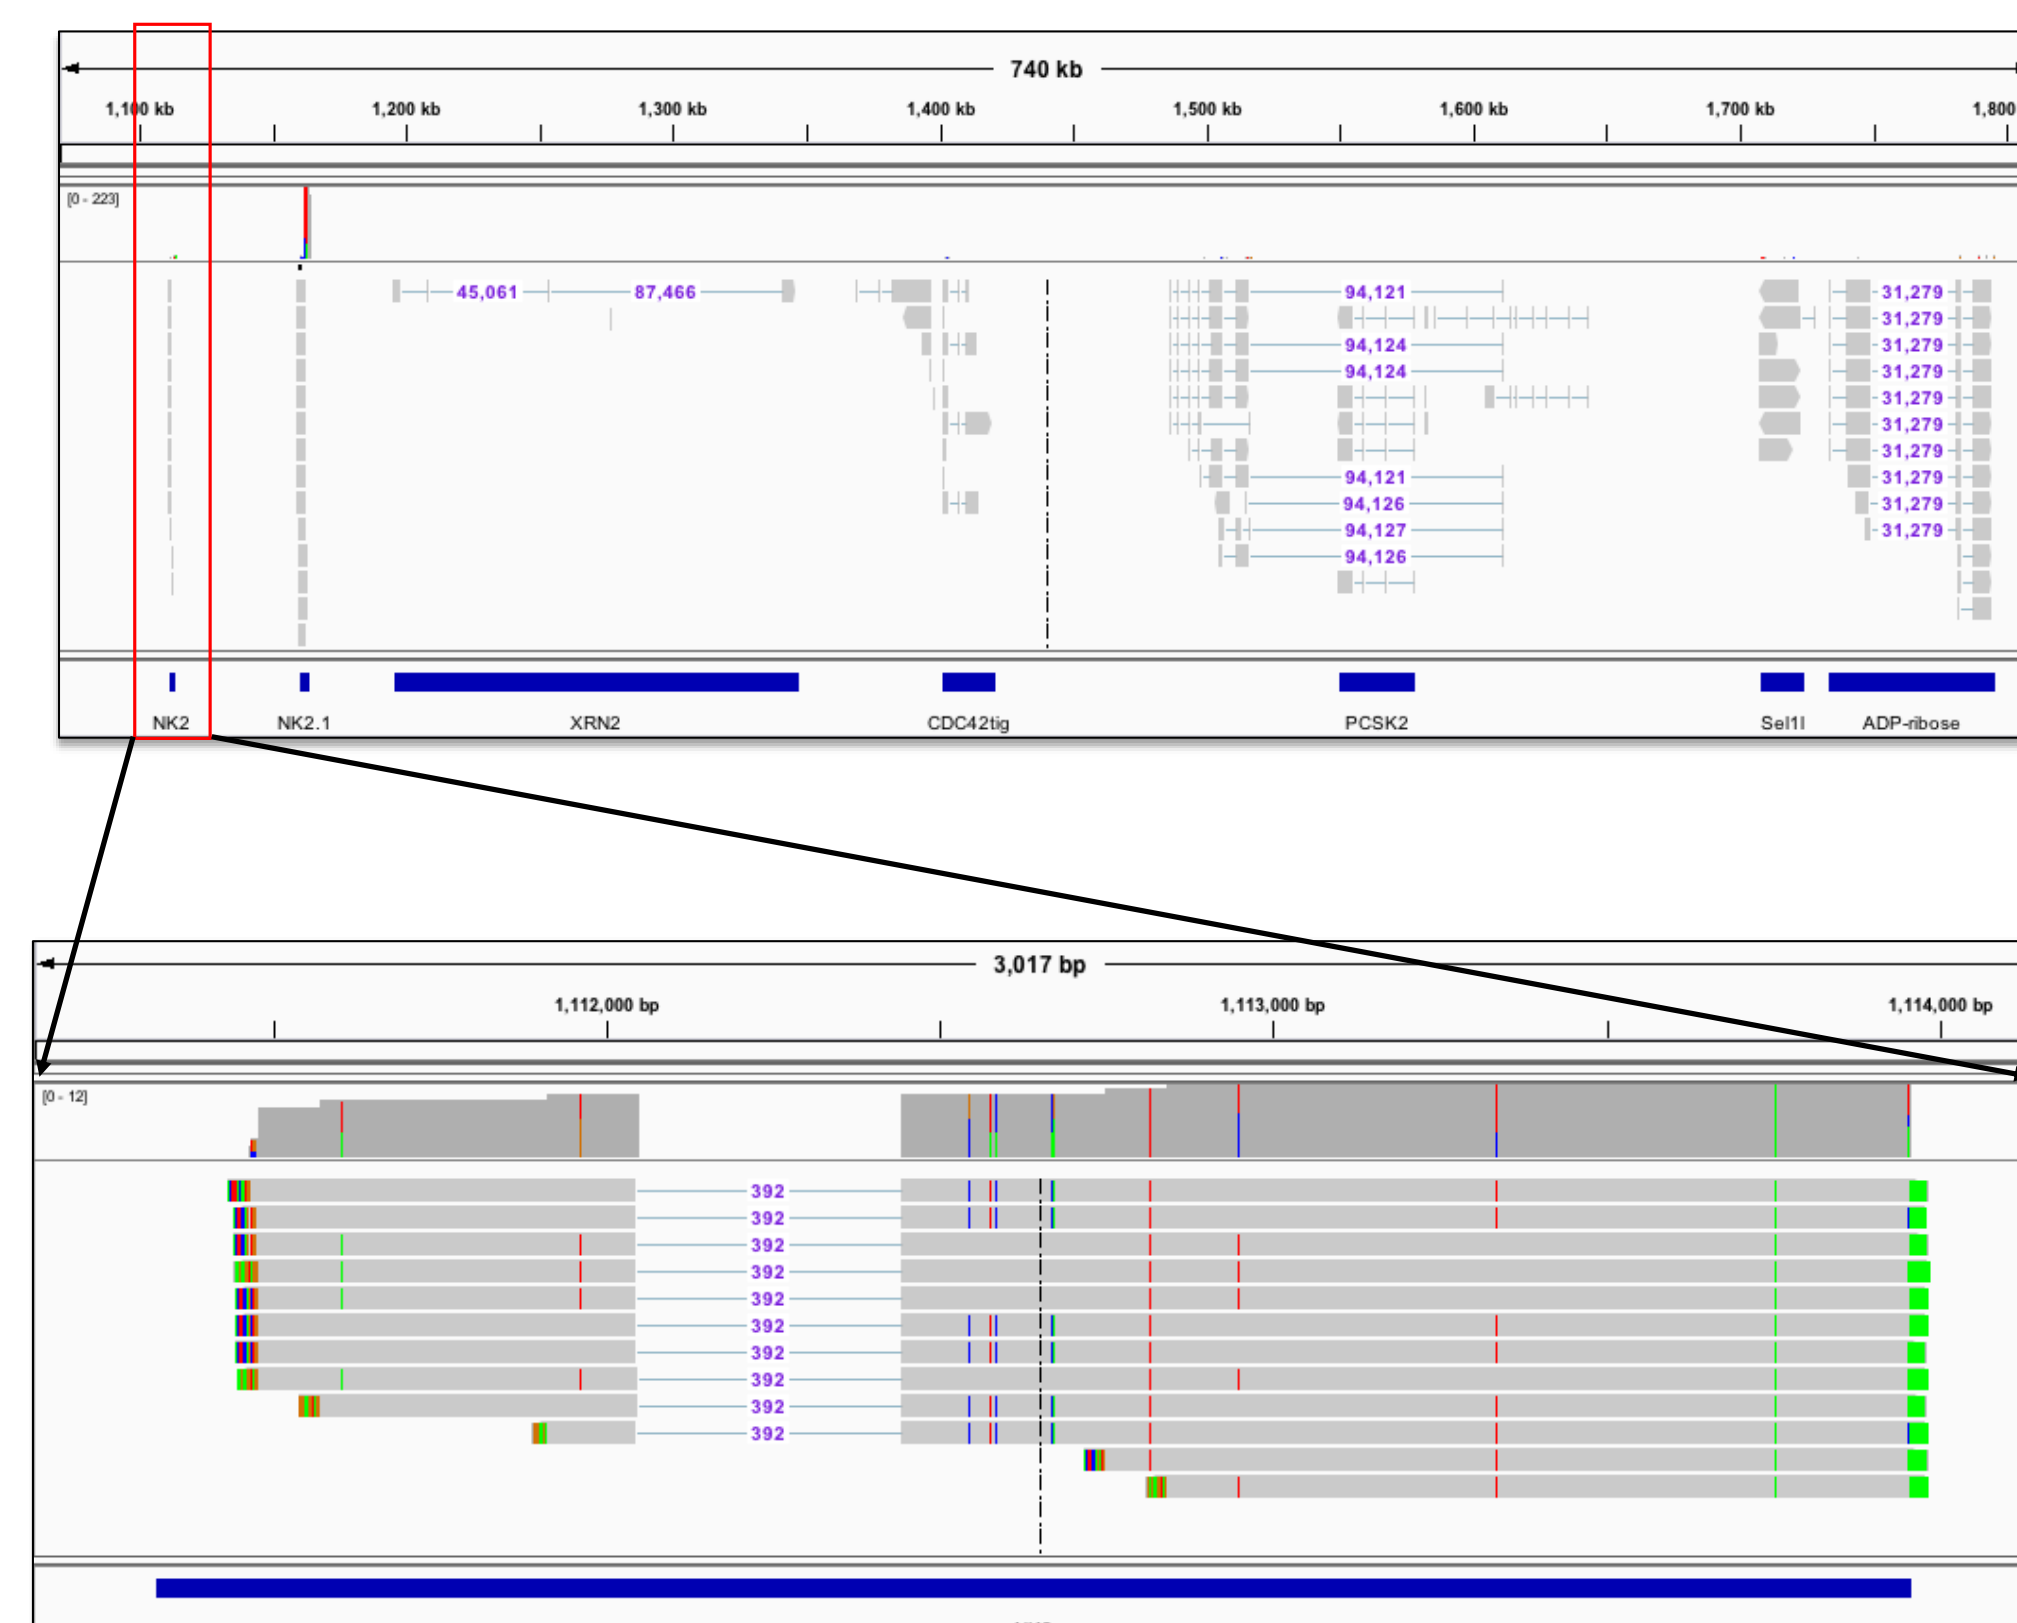 740 kb
1,100 kb 1,200 kb 1,300 kb 1,400 kb 1,500 kb 1,600 kb 1,700 kb 1,800
[0 - 223]
45,061 87,466 94,121 31,279
31,279
94,124 31,279
94,124 31,279
31,279
31,279
31,279
94,121 31,279
94,126 31,279
94,127 31,279
94,126
NK2 NK2.1 XRN2 CDC42tig PCSK2 Sel1l ADP-ribose
3,017 bp
1,112,000 bp 1,113,000 bp 1,114,000 bp
[0 - 12]
392
392
392
392
392
392
392
392
392
392